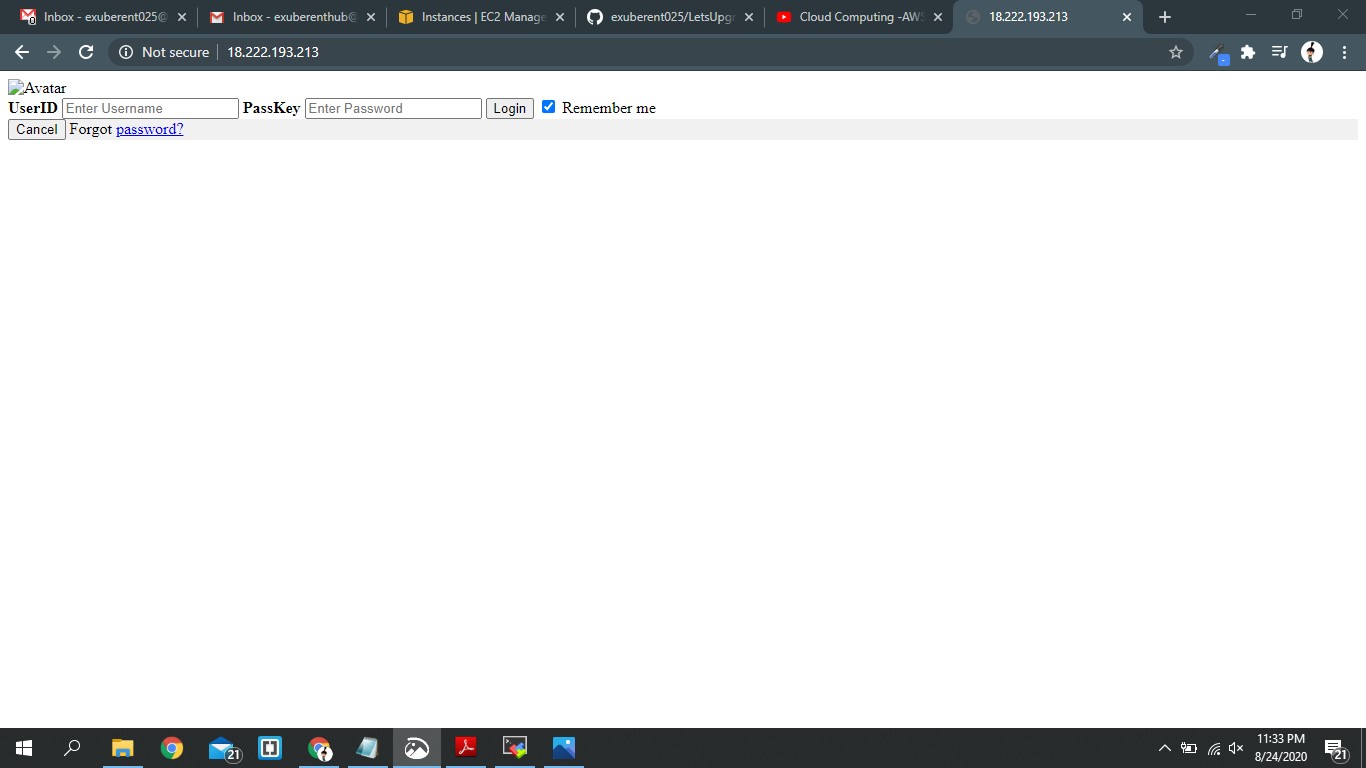 Inbox - exuberent025@ Inbox - exuberenthub@ Instances | EC2 Manage exuberent025/LetsUpgr Cloud Computing -AWS 18.222.193.213
Not secure 18.222.193.213
Avatar
UserID Enter Username PassKey Enter Password Login Remember me
Cancel Forgot password?
21 11:33 PM 21
8/24/2020